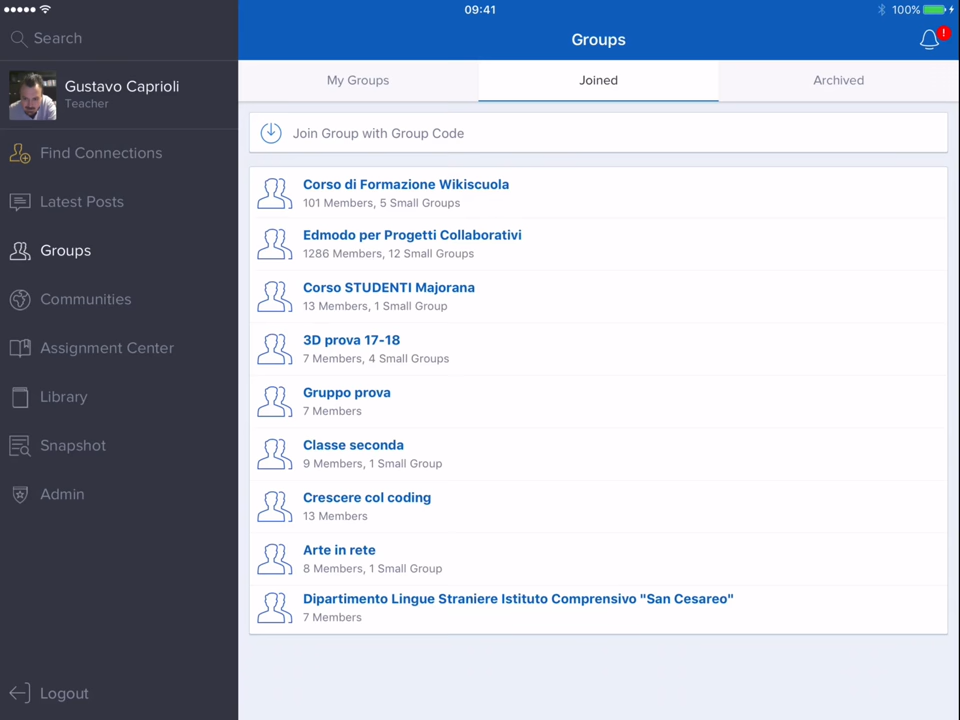 09:41
100%
Search
Groups
!
Gustavo Caprioli
Teacher
My Groups
Joined
Archived
Find Connections
Latest Posts
Groups
Communities
Assignment Center
Library
Snapshot
Admin
Logout
Join Group with Group Code
Corso di Formazione Wikiscuola
101 Members, 5 Small Groups
Edmodo per Progetti Collaborativi
1286 Members, 12 Small Groups
Corso STUDENTI Majorana
13 Members, 1 Small Group
3D prova 17-18
7 Members, 4 Small Groups
Gruppo prova
7 Members
Classe seconda
9 Members, 1 Small Group
Crescere col coding
13 Members
Arte in rete
8 Members, 1 Small Group
Dipartimento Lingue Straniere Istituto Comprensivo "San Cesareo"
7 Members